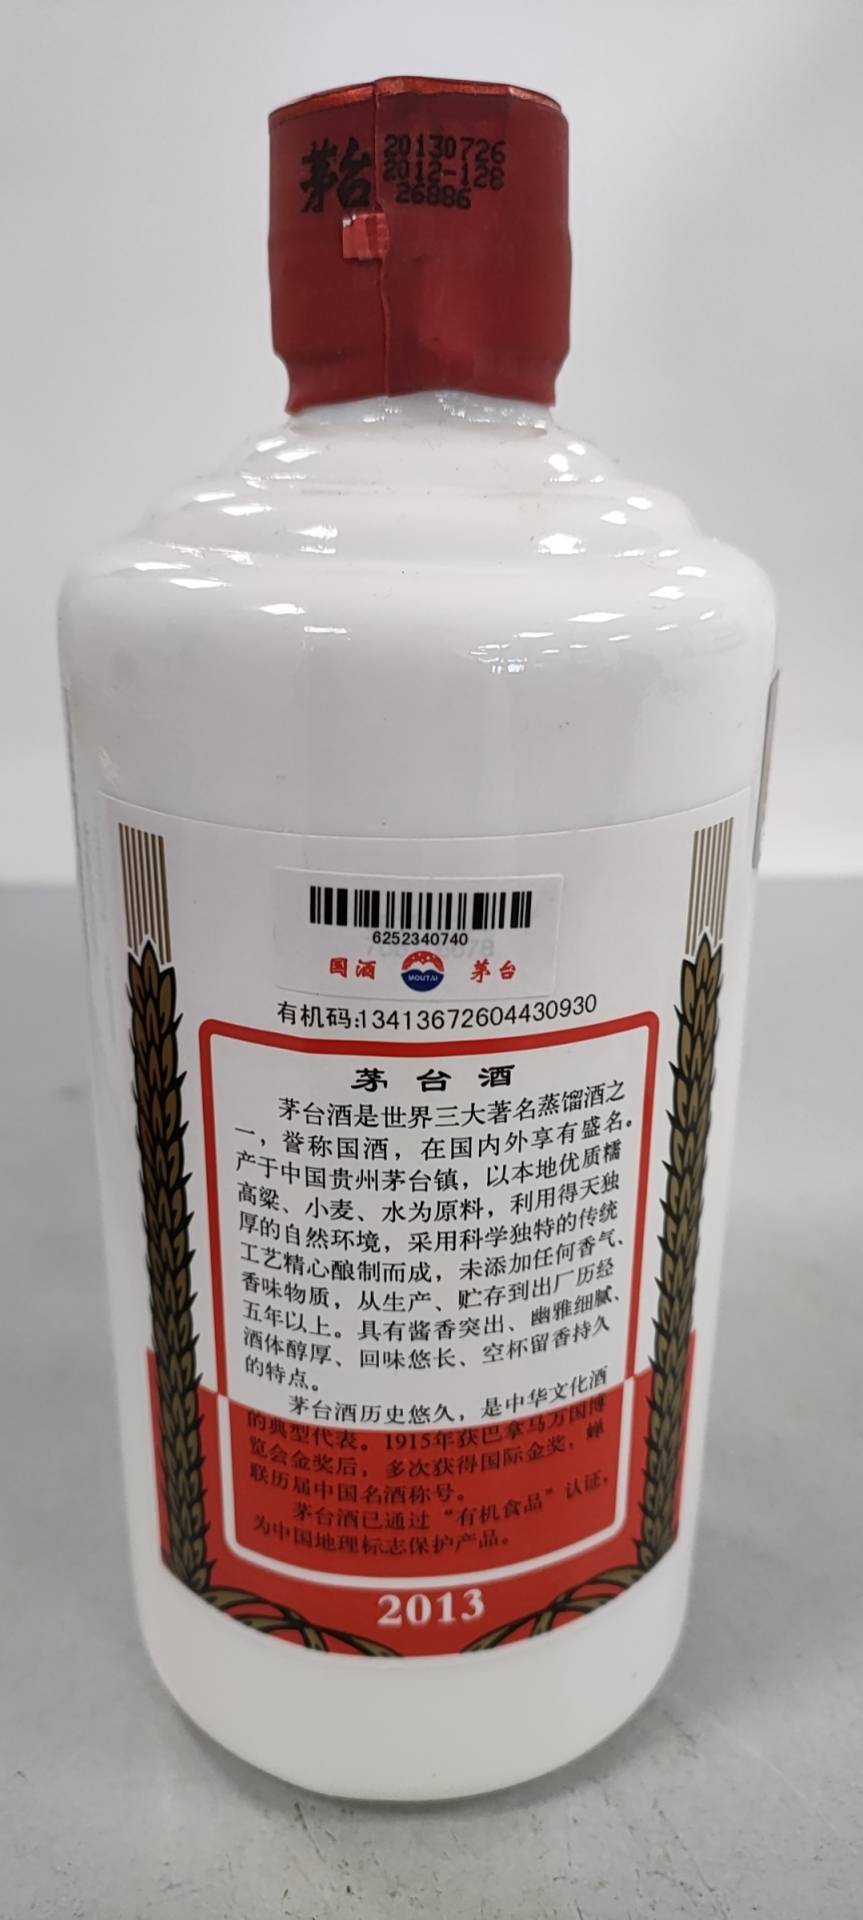 茅台
20130726
2012-128
26886
6252340740
国酒
MOUTAI
茅台
有机码:13413672604430930
茅台酒
茅台酒是世界三大著名蒸馏酒之
一，誉称国酒，在国内外享有盛名。
产于中国贵州茅台镇，以本地优质糯
高粱、小麦、水为原料，利用得天独
厚的自然环境，采用科学独特的传统
工艺精心酿制而成，未添加任何香气、
香味物质，从生产、贮存到出厂历经
五年以上。具有酱香突出、幽雅细腻、
酒体醇厚、回味悠长、空杯留香持久
的特点。
茅台酒历史悠久，是中华文化酒
的典型代表。1915年获巴拿马万国博
览会金奖后，多次获得国际金奖，蝉
联历届中国名酒称号。
茅台酒已通过“有机食品”认证，
为中国地理标志保护产品。
2013